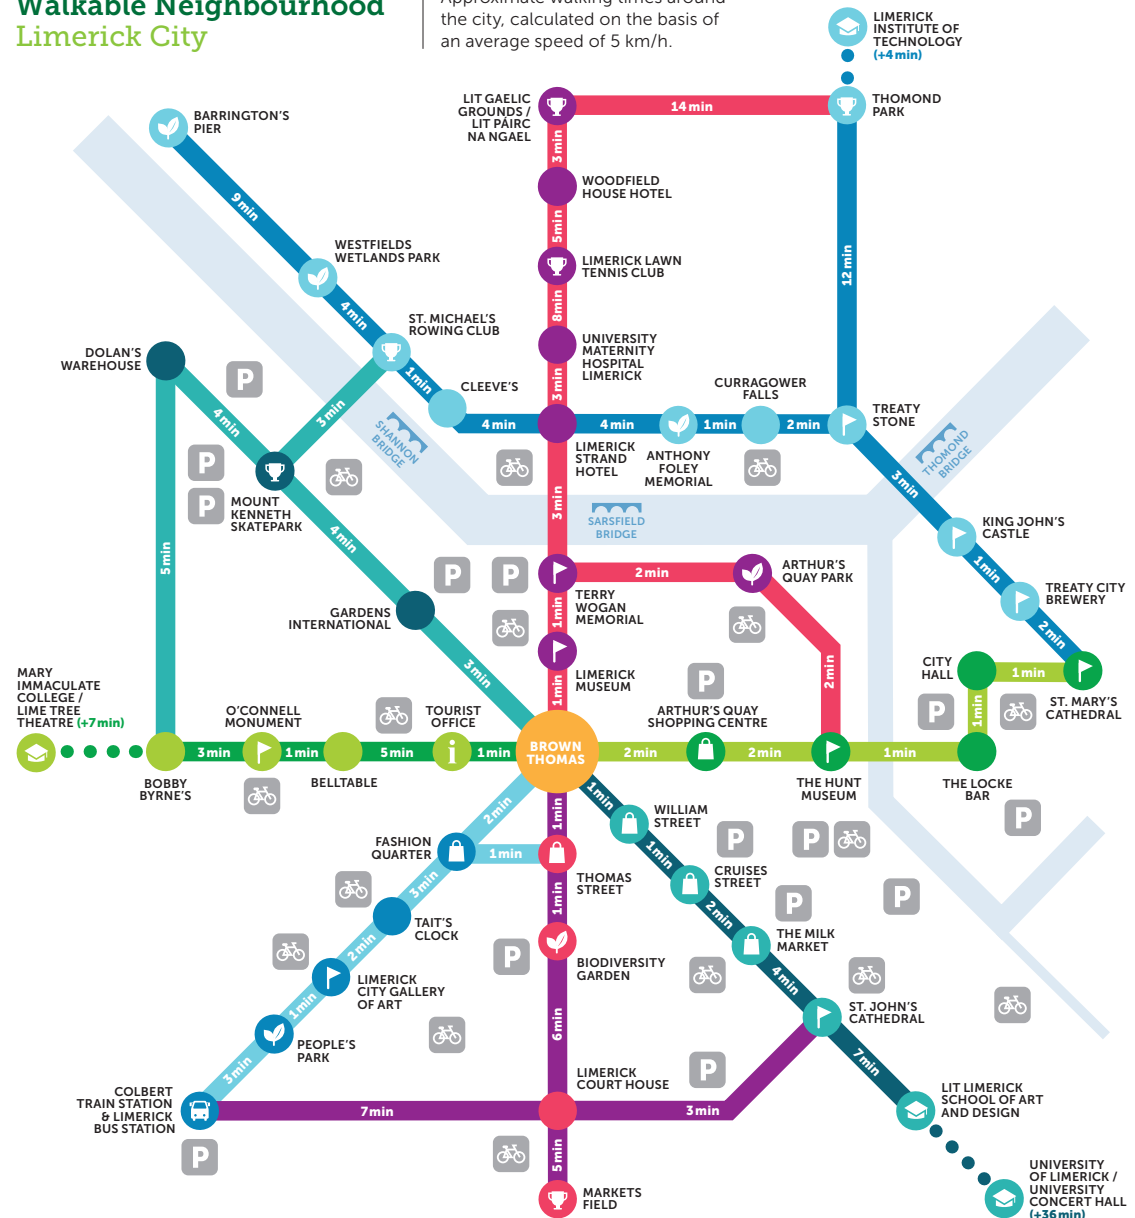 Walkable Neighbourhood
Limerick City
Approximate walking times around
the city, calculated on the basis of
an average speed of 5 km/h.
LIMERICK
INSTITUTE OF
TECHNOLOGY
(+4 min)
LIT GAELIC
GROUNDS /
LIT PÁIRC
NA NGAEL
14 min
THOMOND
PARK
BARRINGTON'S
PIER
3 min
WOODFIELD
HOUSE HOTEL
9 min
5 min
WESTFIELDS
WETLANDS PARK
LIMERICK LAWN
TENNIS CLUB
12 min
4 min
8 min
ST. MICHAEL'S
ROWING CLUB
UNIVERSITY
MATERNITY
HOSPITAL
LIMERICK
DOLAN'S
WAREHOUSE
P
1 min
CLEEVE'S
3 min
CURRAGOWER
FALLS
TREATY
STONE
4 min
3 min
4 min
4 min
1 min
2 min
SHANNON
BRIDGE
LIMERICK
STRAND
HOTEL
ANTHONY
FOLEY
MEMORIAL
THOMOND
BRIDGE
P
P
MOUNT
KENNETH
SKATEPARK
3 min
3 min
SARSFIELD
BRIDGE
KING JOHN'S
CASTLE
5 min
4 min
P
P
2 min
ARTHUR'S
QUAY PARK
1 min
TERRY
WOGAN
MEMORIAL
TREATY CITY
BREWERY
GARDENS
INTERNATIONAL
1 min
2 min
3 min
LIMERICK
MUSEUM
1 min
P
2 min
CITY
HALL
1 min
ST. MARY'S
CATHEDRAL
MARY
IMMACULATE
COLLEGE /
LIME TREE
THEATRE (+7 min)
O'CONNELL
MONUMENT
TOURIST
OFFICE
ARTHUR'S QUAY
SHOPPING CENTRE
P
1 min
3 min
1 min
5 min
i
1 min
BROWN
THOMAS
2 min
2 min
1 min
BOBBY
BYRNE'S
BELLTABLE
THE HUNT
MUSEUM
THE LOCKE
BAR
2 min
1 min
1 min
WILLIAM
STREET
P
P
P
FASHION
QUARTER
1 min
THOMAS
STREET
1 min
CRUISES
STREET
3 min
1 min
2 min
P
P
TAIT'S
CLOCK
THE MILK
MARKET
2 min
P
BIODIVERSITY
GARDEN
4 min
LIMERICK
CITY GALLERY
OF ART
1 min
ST. JOHN'S
CATHEDRAL
6 min
PEOPLE'S
PARK
3 min
LIMERICK
COURT HOUSE
P
7 min
COLBERT
TRAIN STATION
& LIMERICK
BUS STATION
7 min
3 min
LIT LIMERICK
SCHOOL OF ART
AND DESIGN
P
5 min
MARKETS
FIELD
UNIVERSITY
OF LIMERICK /
UNIVERSITY
CONCERT HALL
(+36 min)